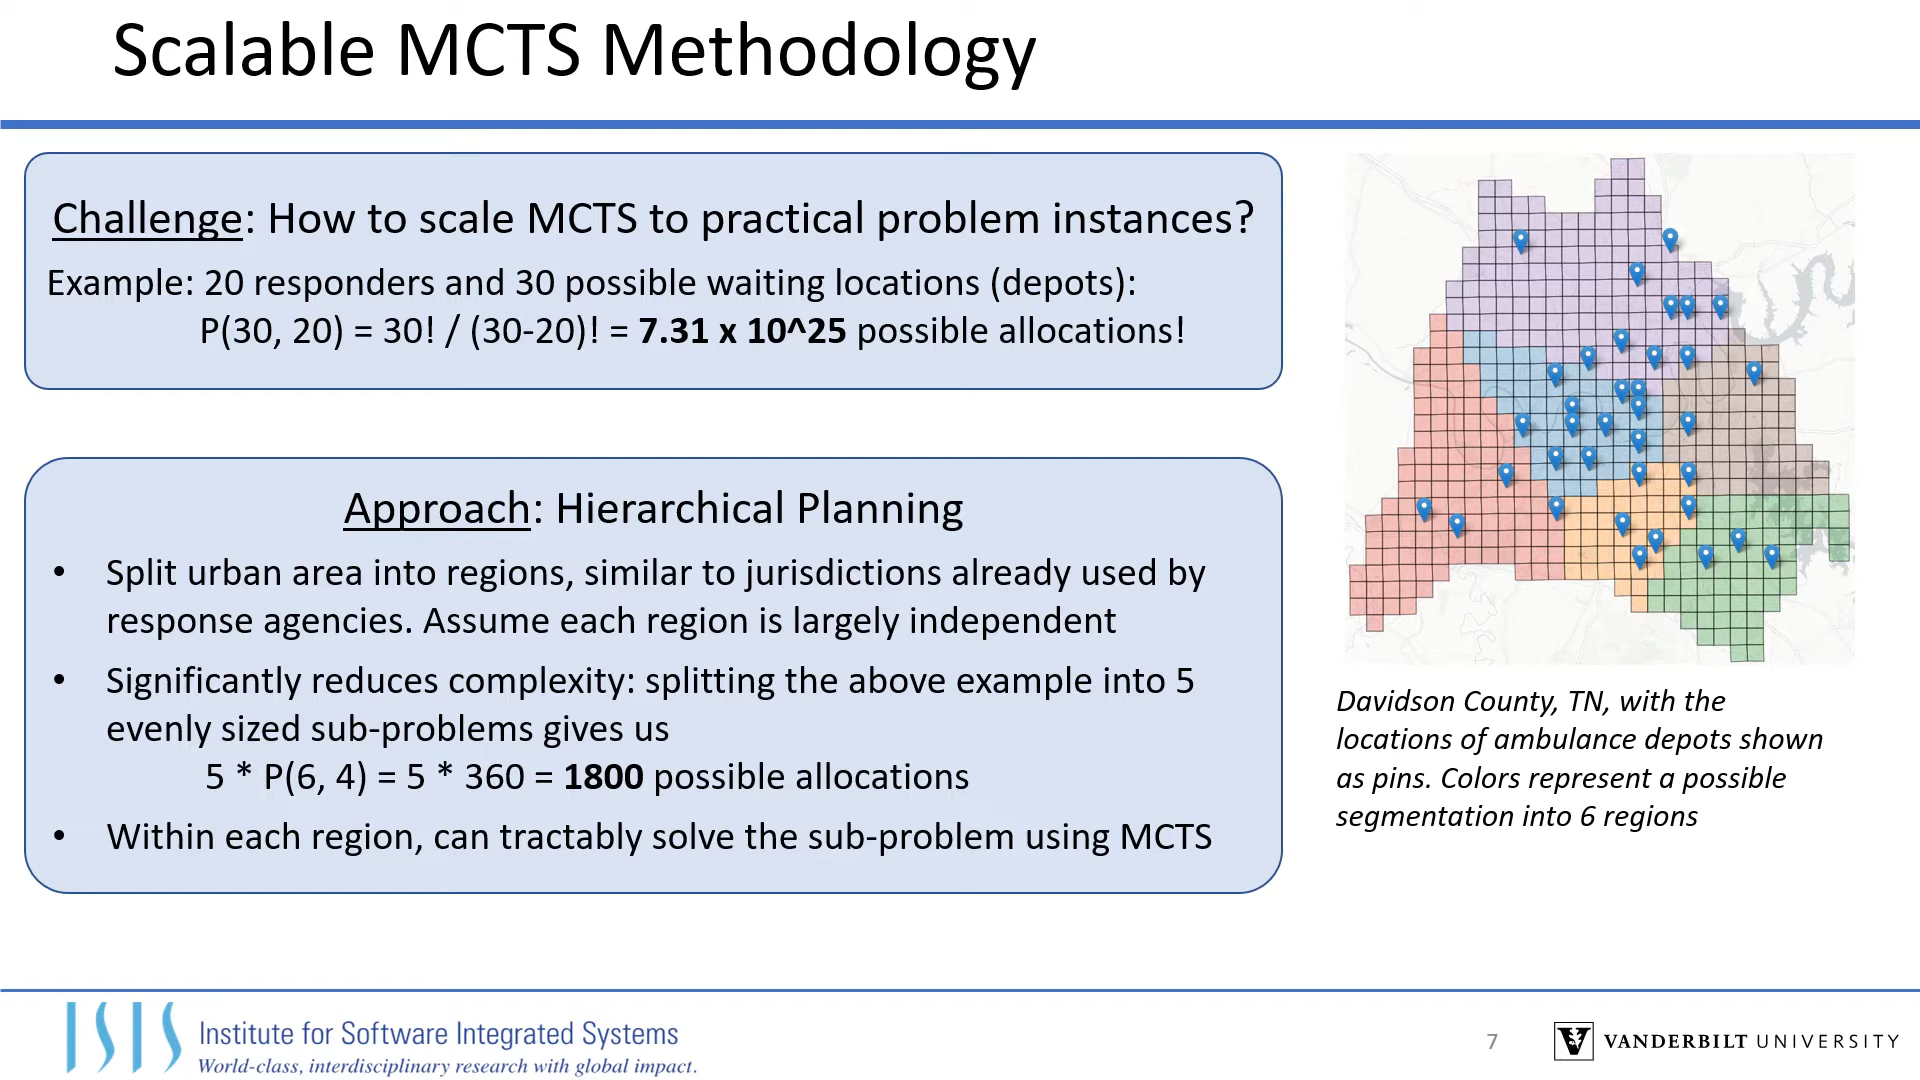 Scalable MCTS Methodology
Challenge: How to scale MCTS to practical problem instances?
Example: 20 responders and 30 possible waiting locations (depots):
P(30, 20) = 30! / (30-20)! = 7.31 x 10^25 possible allocations!
Approach: Hierarchical Planning
• Split urban area into regions, similar to jurisdictions already used by
response agencies. Assume each region is largely independent
• Significantly reduces complexity: splitting the above example into 5
evenly sized sub-problems gives us
5 * P(6, 4) = 5 * 360 = 1800 possible allocations
• Within each region, can tractably solve the sub-problem using MCTS
Davidson County, TN, with the
locations of ambulance depots shown
as pins. Colors represent a possible
segmentation into 6 regions
ISIS
Institute for Software Integrated Systems
World-class, interdisciplinary research with global impact.
7
V
VANDERBILT UNIVERSITY